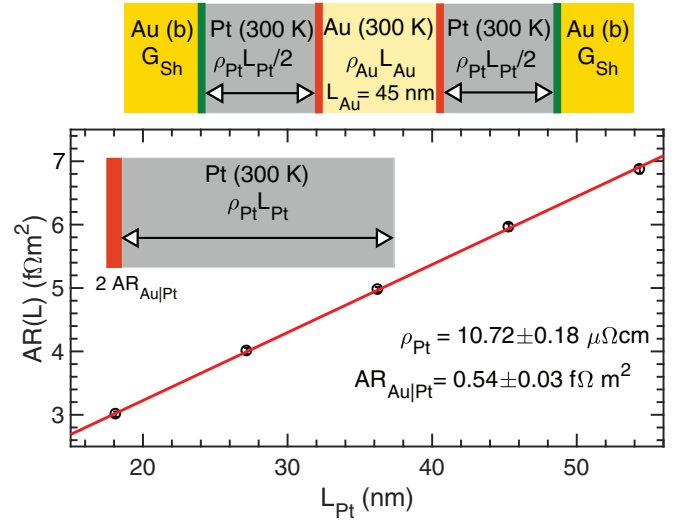 Au (b) Pt (300 K) Au (300 K) Pt (300 K) Au (b)
G_Sh ρ_Pt L_Pt/2 ρ_Au L_Au ρ_Pt L_Pt/2 G_Sh
L_Au = 45 nm
7
6
5
4
3
AR(L) (fΩm²)
Pt (300 K)
ρ_Pt L_Pt
2 AR_Au|Pt
ρ_Pt = 10.72±0.18 μΩcm
AR_Au|Pt = 0.54±0.03 fΩ m²
20 30 40 50
L_Pt (nm)